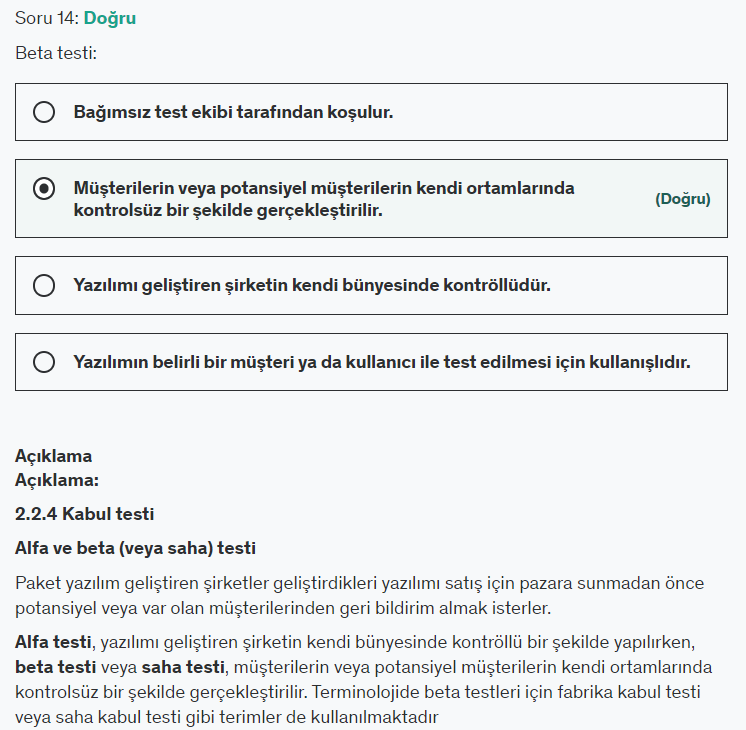 Soru 14: Doğru
Beta testi:
Bağımsız test ekibi tarafından koşulur.
Müşterilerin veya potansiyel müşterilerin kendi ortamlarında
kontrolsüz bir şekilde gerçekleştirilir.
(Doğru)
Yazılımı geliştiren şirketin kendi bünyesinde kontröllüdür.
Yazılımın belirli bir müşteri ya da kullanıcı ile test edilmesi için kullanışlıdır.
Açıklama
Açıklama:
2.2.4 Kabul testi
Alfa ve beta (veya saha) testi
Paket yazılım geliştiren şirketler geliştirdikleri yazılımı satış için pazara sunmadan önce
potansiyel veya var olan müşterilerinden geri bildirim almak isterler.
Alfa testi, yazılımı geliştiren şirketin kendi bünyesinde kontrollü bir şekilde yapılırken,
beta testi veya saha testi, müşterilerin veya potansiyel müşterilerin kendi ortamlarında
kontrolsüz bir şekilde gerçekleştirilir. Terminolojide beta testleri için fabrika kabul testi
veya saha kabul testi gibi terimler de kullanılmaktadır